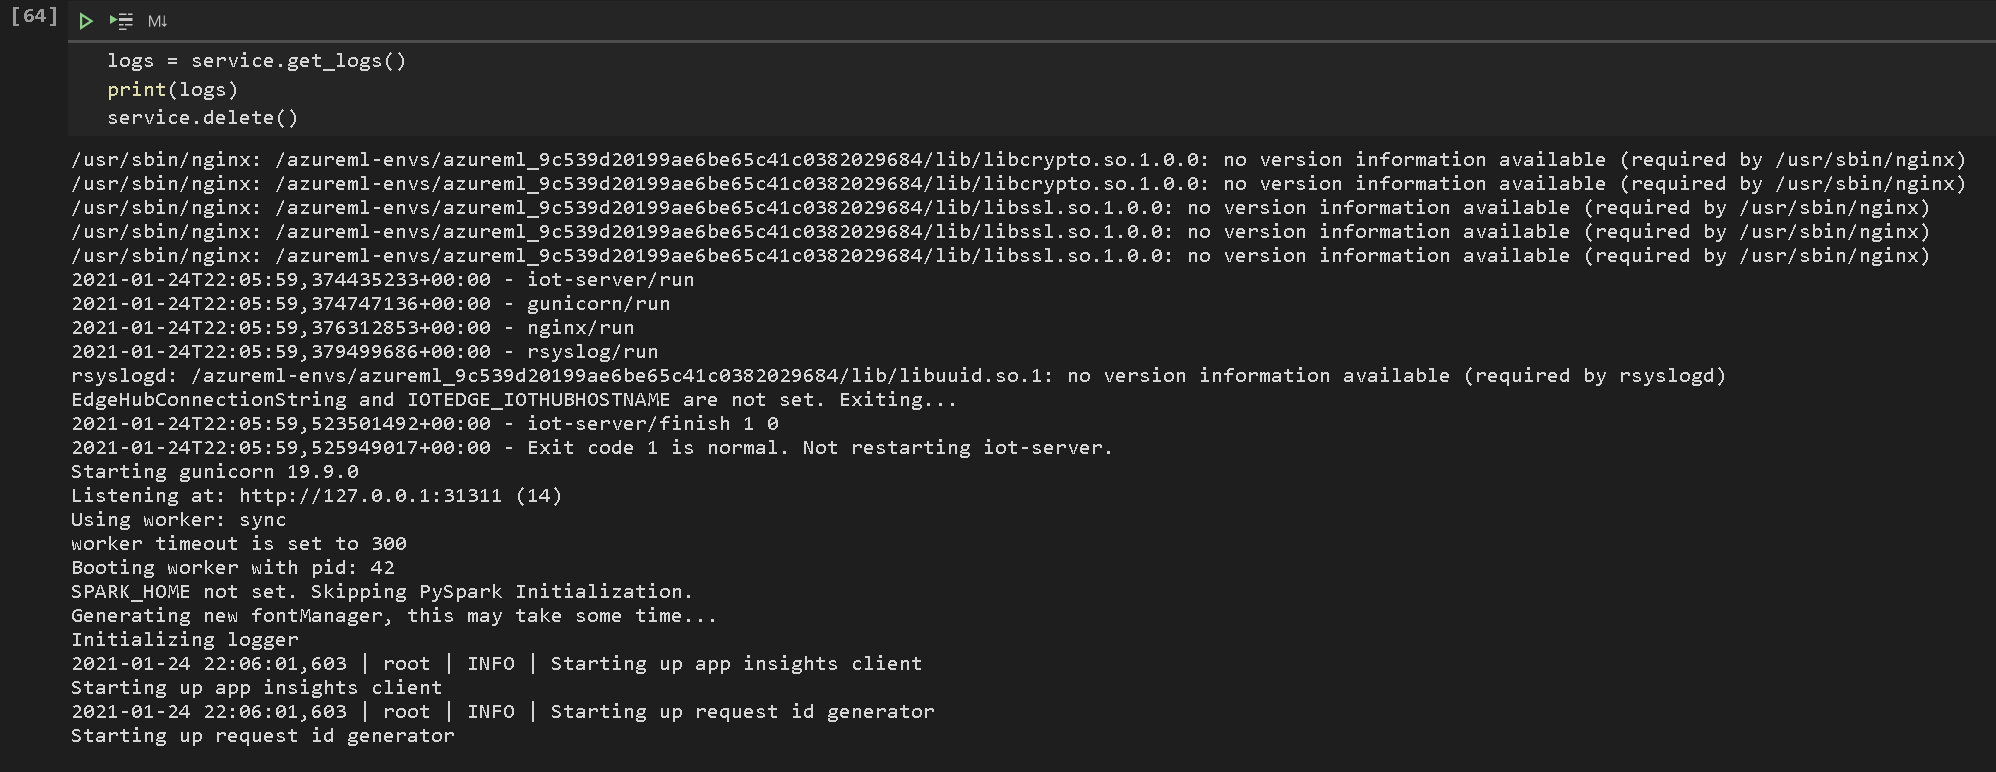 [64]
M↓
logs = service.get_logs()
print(logs)
service.delete()
/usr/sbin/nginx: /azureml-envs/azureml_9c539d20199ae6be65c41c0382029684/lib/libcrypto.so.1.0.0: no version information available (required by /usr/sbin/nginx)
/usr/sbin/nginx: /azureml-envs/azureml_9c539d20199ae6be65c41c0382029684/lib/libcrypto.so.1.0.0: no version information available (required by /usr/sbin/nginx)
/usr/sbin/nginx: /azureml-envs/azureml_9c539d20199ae6be65c41c0382029684/lib/libssl.so.1.0.0: no version information available (required by /usr/sbin/nginx)
/usr/sbin/nginx: /azureml-envs/azureml_9c539d20199ae6be65c41c0382029684/lib/libssl.so.1.0.0: no version information available (required by /usr/sbin/nginx)
/usr/sbin/nginx: /azureml-envs/azureml_9c539d20199ae6be65c41c0382029684/lib/libssl.so.1.0.0: no version information available (required by /usr/sbin/nginx)
2021-01-24T22:05:59,374435233+00:00 - iot-server/run
2021-01-24T22:05:59,374747136+00:00 - gunicorn/run
2021-01-24T22:05:59,376312853+00:00 - nginx/run
2021-01-24T22:05:59,379499686+00:00 - rsyslog/run
rsyslogd: /azureml-envs/azureml_9c539d20199ae6be65c41c0382029684/lib/libuuid.so.1: no version information available (required by rsyslogd)
EdgeHubConnectionString and IOTEDGE_IOTHUBHOSTNAME are not set. Exiting...
2021-01-24T22:05:59,523501492+00:00 - iot-server/finish 1 0
2021-01-24T22:05:59,525949017+00:00 - Exit code 1 is normal. Not restarting iot-server.
Starting gunicorn 19.9.0
Listening at: http://127.0.0.1:31311 (14)
Using worker: sync
worker timeout is set to 300
Booting worker with pid: 42
SPARK_HOME not set. Skipping PySpark Initialization.
Generating new fontManager, this may take some time...
Initializing logger
2021-01-24 22:06:01,603 | root | INFO | Starting up app insights client
Starting up app insights client
2021-01-24 22:06:01,603 | root | INFO | Starting up request id generator
Starting up request id generator